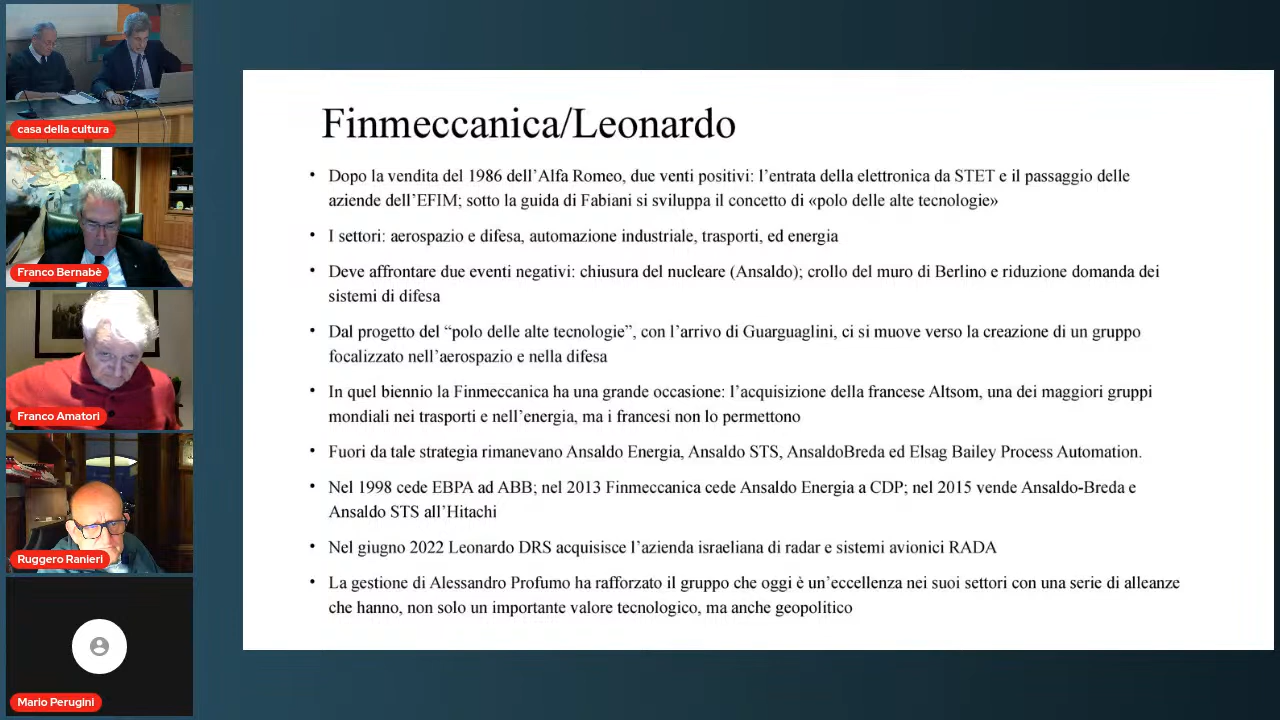 casa della cultura
Franco Bernabè
Franco Amatori
Ruggero Ranieri
Mario Perugini
Finmeccanica/Leonardo
• Dopo la vendita del 1986 dell’Alfa Romeo, due venti positivi: l’entrata della elettronica da STET e il passaggio delle
aziende dell’EFIM; sotto la guida di Fabiani si sviluppa il concetto di «polo delle alte tecnologie»
• I settori: aerospazio e difesa, automazione industriale, trasporti, ed energia
• Deve affrontare due eventi negativi: chiusura del nucleare (Ansaldo); crollo del muro di Berlino e riduzione domanda dei
sistemi di difesa
• Dal progetto del “polo delle alte tecnologie”, con l’arrivo di Guarguaglini, ci si muove verso la creazione di un gruppo
focalizzato nell’aerospazio e nella difesa
• In quel biennio la Finmeccanica ha una grande occasione: l’acquisizione della francese Altsom, una dei maggiori gruppi
mondiali nei trasporti e nell’energia, ma i francesi non lo permettono
• Fuori da tale strategia rimanevano Ansaldo Energia, Ansaldo STS, AnsaldoBreda ed Elsag Bailey Process Automation.
• Nel 1998 cede EBPA ad ABB; nel 2013 Finmeccanica cede Ansaldo Energia a CDP; nel 2015 vende Ansaldo-Breda e
Ansaldo STS all’Hitachi
• Nel giugno 2022 Leonardo DRS acquisisce l’azienda israeliana di radar e sistemi avionici RADA
• La gestione di Alessandro Profumo ha rafforzato il gruppo che oggi è un’eccellenza nei suoi settori con una serie di alleanze
che hanno, non solo un importante valore tecnologico, ma anche geopolitico